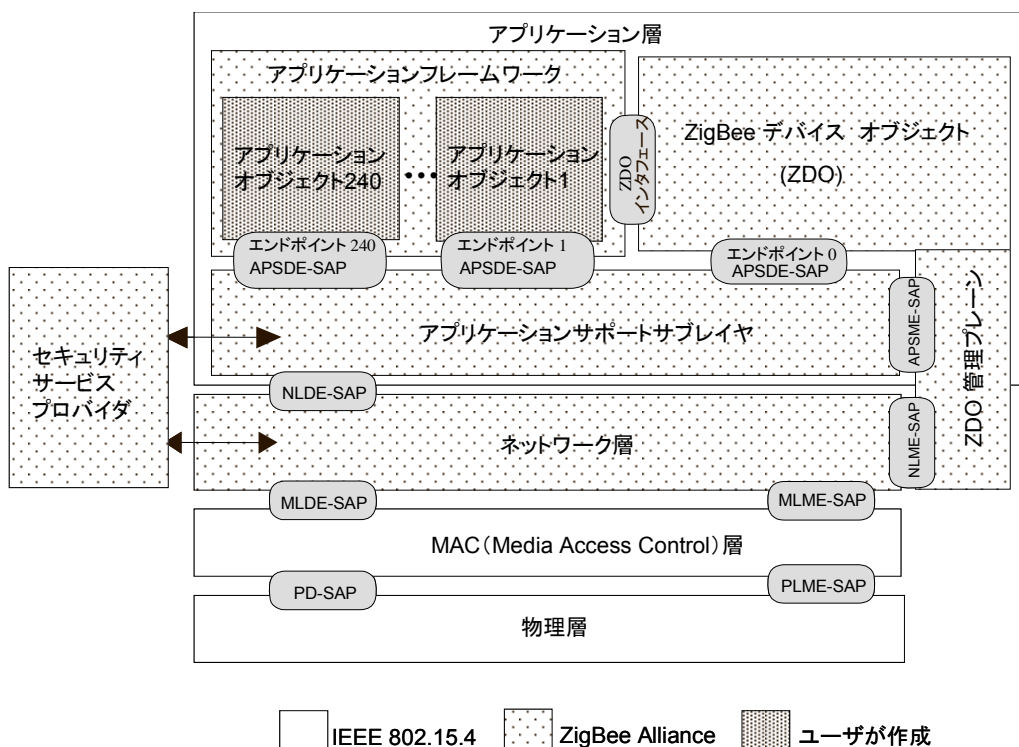 アプリケーション層
アプリケーションフレームワーク
アプリケーション
オブジェクト240
•••
アプリケーション
オブジェクト1
ZDO
インタフェース
ZigBee デバイス オブジェクト
(ZDO)
エンドポイント 240
APSDE-SAP
エンドポイント 1
APSDE-SAP
エンドポイント 0
APSDE-SAP
アプリケーションサポートサブレイヤ
APSME-SAP
ZDO 管理プレーン
セキュリティ
サービス
プロバイダ
NLDE-SAP
ネットワーク層
NLME-SAP
MLDE-SAP
MLME-SAP
MAC（Media Access Control）層
PD-SAP
PLME-SAP
物理層
IEEE 802.15.4
ZigBee Alliance
ユーザが作成